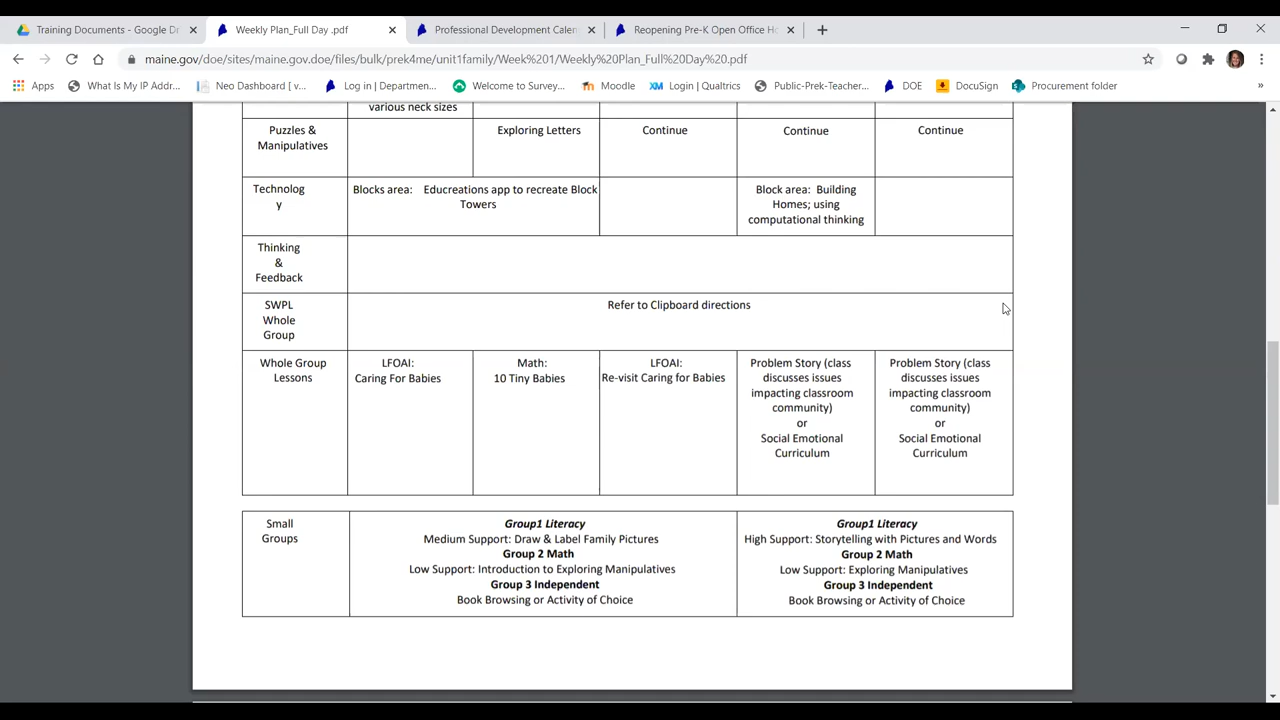 Training Documents - Google Dr
Weekly Plan_Full Day .pdf
Professional Development Calen
Reopening Pre-K Open Office Ho
maine.gov/doe/sites/maine.gov.doe/files/bulk/prek4me/unit1family/Week%201/Weekly%20Plan_Full%20Day%20.pdf
Apps
What Is My IP Addr...
Neo Dashboard [ v...
Log in | Departmen...
Welcome to Survey...
Moodle
XM Login | Qualtrics
Public-Prek-Teacher...
DOE
DocuSign
Procurement folder
»
various neck sizes
Puzzles &
Manipulatives
Exploring Letters
Continue
Continue
Continue
Technolog
y
Blocks area: Educreations app to recreate Block
Towers
Block area: Building
Homes; using
computational thinking
Thinking
&
Feedback
SWPL
Whole
Group
Refer to Clipboard directions
Whole Group
Lessons
LFOAI:
Caring For Babies
Math:
10 Tiny Babies
LFOAI:
Re-visit Caring for Babies
Problem Story (class
discusses issues
impacting classroom
community)
or
Social Emotional
Curriculum
Problem Story (class
discusses issues
impacting classroom
community)
or
Social Emotional
Curriculum
Small
Groups
Group1 Literacy
Medium Support: Draw & Label Family Pictures
Group 2 Math
Low Support: Introduction to Exploring Manipulatives
Group 3 Independent
Book Browsing or Activity of Choice
Group1 Literacy
High Support: Storytelling with Pictures and Words
Group 2 Math
Low Support: Exploring Manipulatives
Group 3 Independent
Book Browsing or Activity of Choice